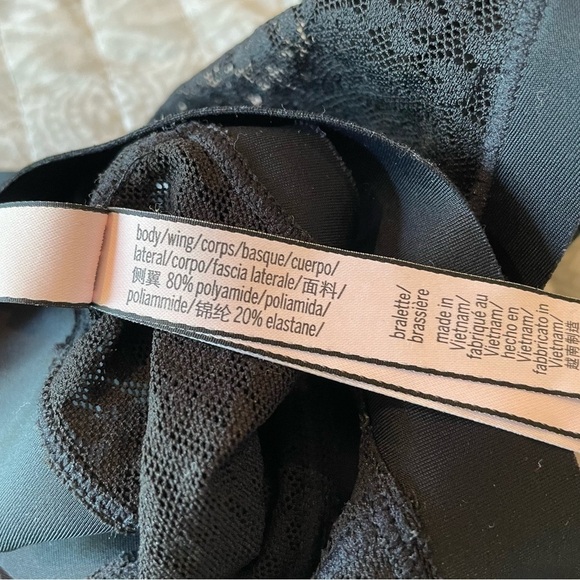 body/wing/corps/basque/cuerpo/
lateral/corpo/fascia laterale/面料/
侧翼 80% polyamide/poliamida/
poliammide/锦纶 20% elastane/
bralette/
brassière
made in
Vietnam/
fabriqué au
Vietnam/
hecho en
Vietnam/
fabbricato in
Vietnam/
越南制造